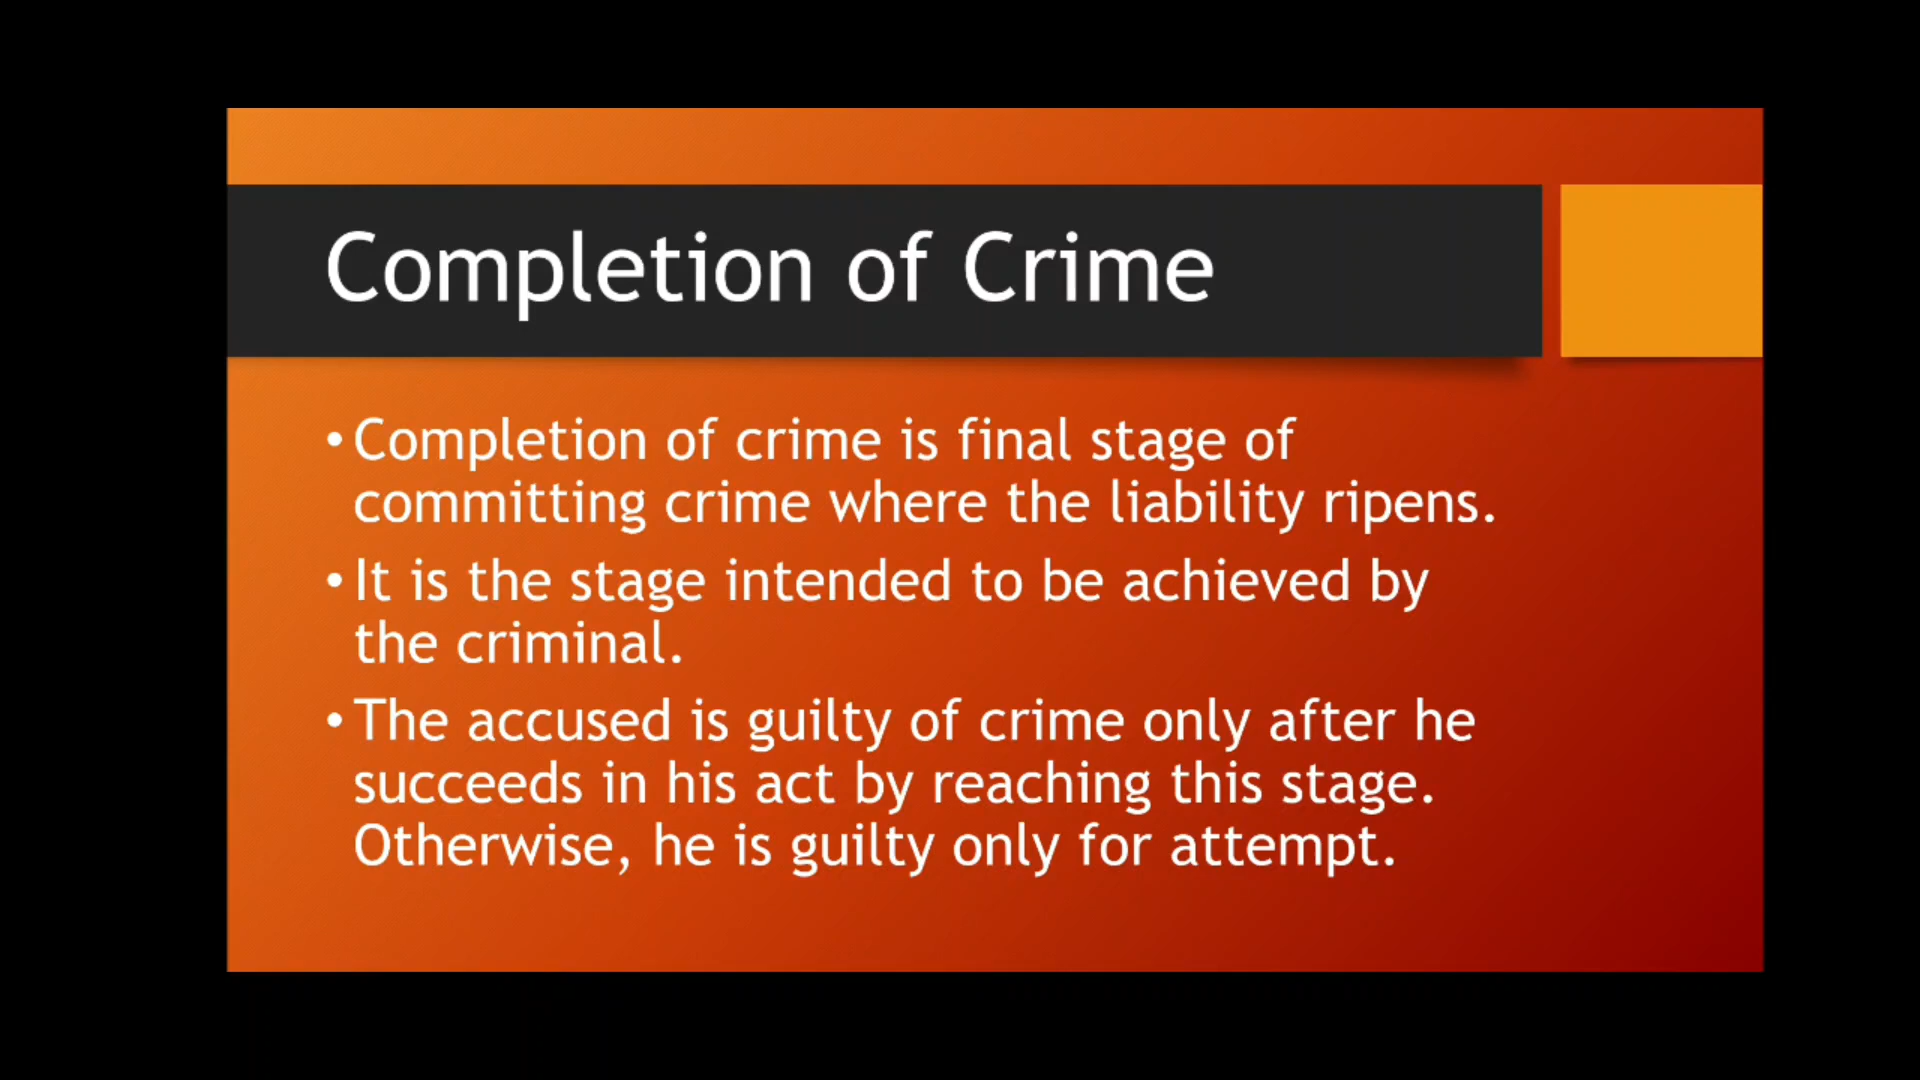 Completion of Crime
•Completion of crime is final stage of
committing crime where the liability ripens.
•It is the stage intended to be achieved by
the criminal.
•The accused is guilty of crime only after he
succeeds in his act by reaching this stage.
Otherwise, he is guilty only for attempt.